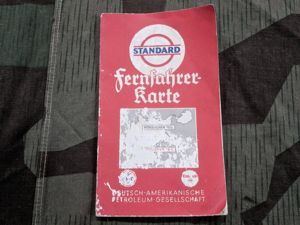 STANDARD
Fernfahrer-
Karte
DEUTSCH-AMERIKANISCHE
PETROLEUM-GESELLSCHAFT